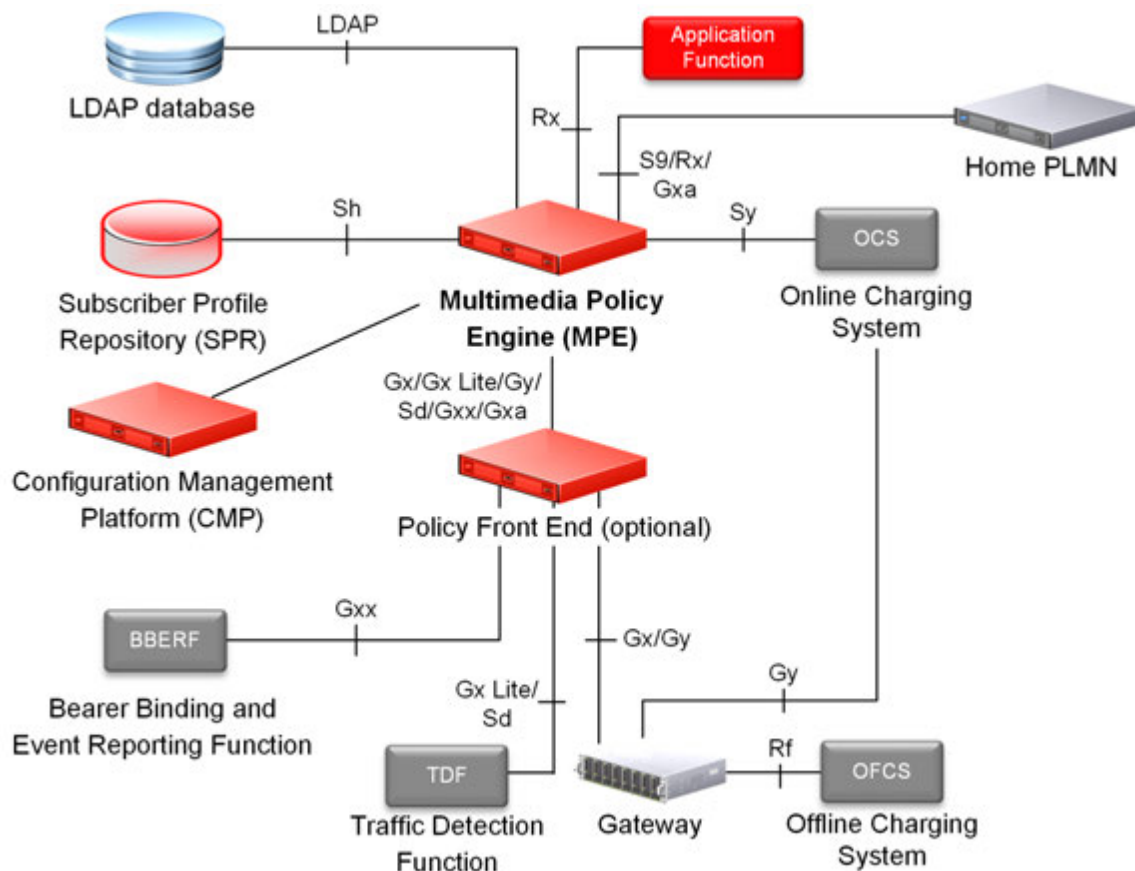 LDAP
LDAP database
Application
Function
Rx
S9/Rx/
Gxa
Home PLMN
Sh
Sy
OCS
Subscriber Profile
Repository (SPR)
Multimedia Policy
Engine (MPE)
Online Charging
System
Gx/Gx Lite/Gy/
Sd/Gxx/Gxa
Configuration Management
Platform (CMP)
Policy Front End (optional)
Gxx
BBERF
Gx/Gy
Bearer Binding and
Event Reporting Function
Gx Lite/
Sd
Gy
Rf
TDF
OFCS
Traffic Detection
Function
Gateway
Offline Charging
System